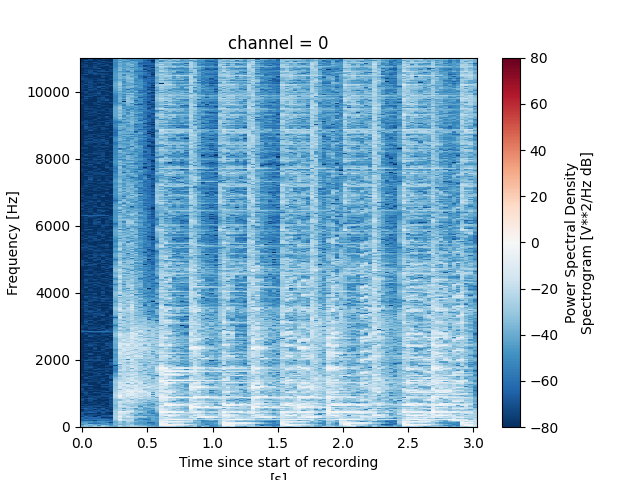 channel = 0
10000
8000
6000
4000
2000
0
Frequency [Hz]
0.0 0.5 1.0 1.5 2.0 2.5 3.0
Time since start of recording
[s]
80
60
40
20
0
−20
−40
−60
−80
Power Spectral Density
Spectrogram [V**2/Hz dB]